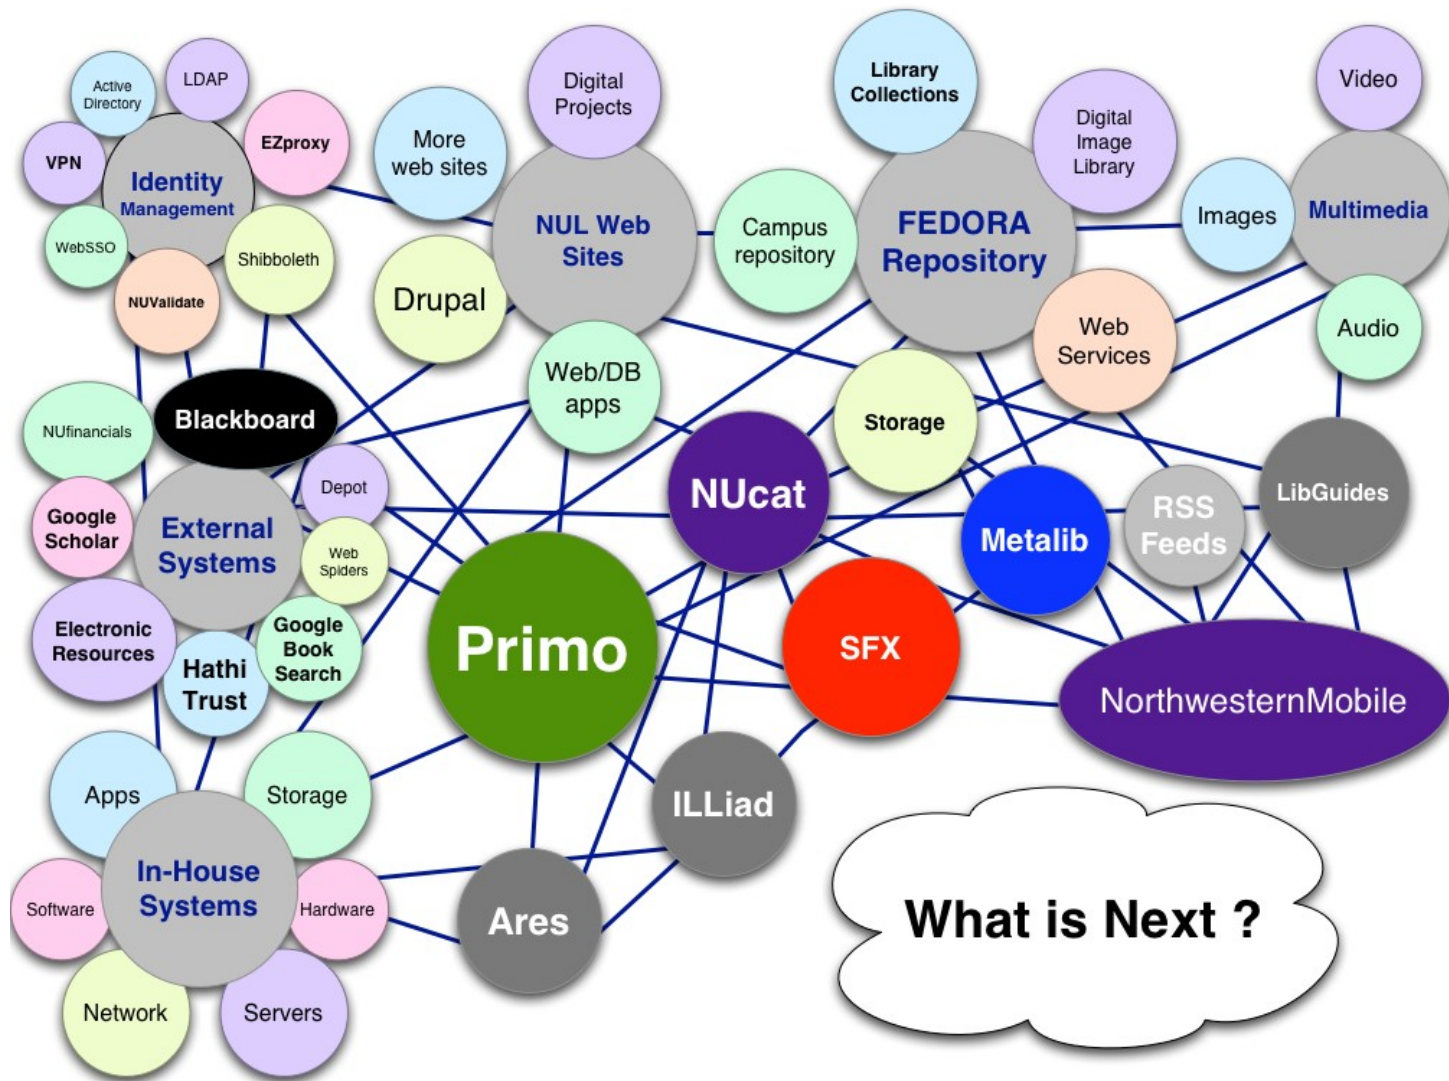 Active
Directory
LDAP
VPN
Identity
Management
EZproxy
WebSSO
NUValidate
Shibboleth
More
web sites
Digital
Projects
NUL Web
Sites
Drupal
Web/DB
apps
Campus
repository
Library
Collections
Digital
Image
Library
FEDORA
Repository
Web
Services
Storage
Images
Video
Multimedia
Audio
NUfinancials
Blackboard
Google
Scholar
External
Systems
Depot
Web
Spiders
Electronic
Resources
Hathi
Trust
Google
Book
Search
NUcat
Metalib
RSS
Feeds
LibGuides
Primo
SFX
NorthwesternMobile
Apps
Storage
In-House
Systems
Software
Hardware
Network
Servers
ILLiad
Ares
What is Next ?